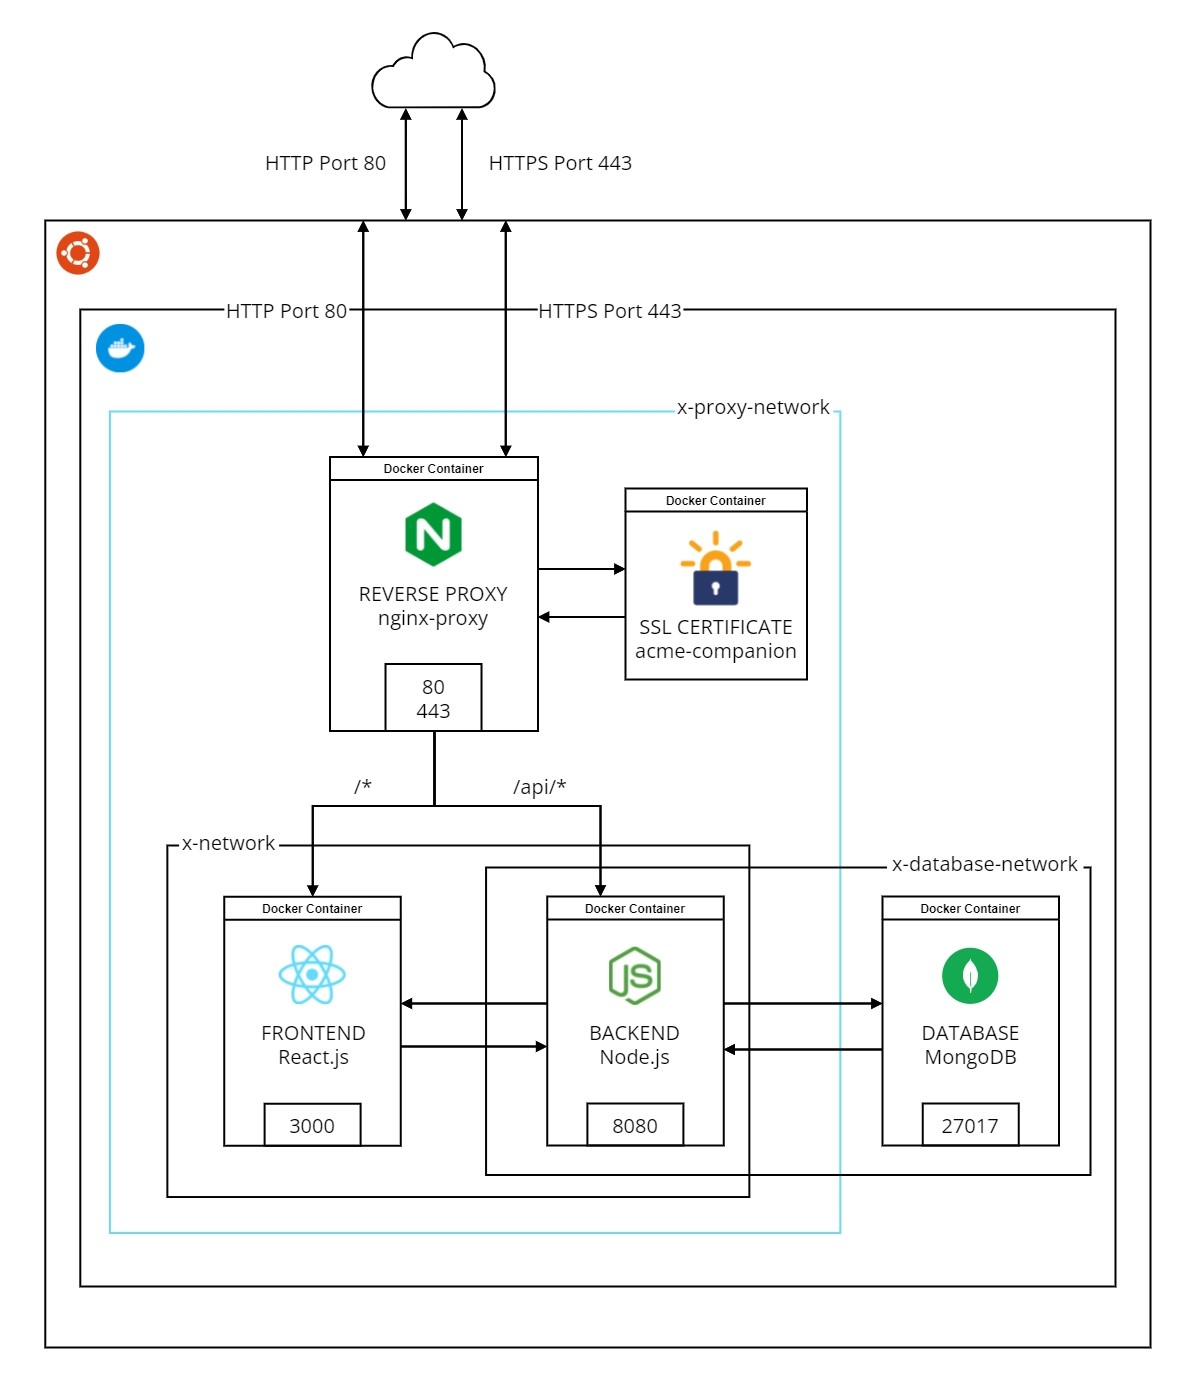 HTTP Port 80
HTTPS Port 443
HTTP Port 80
HTTPS Port 443
x-proxy-network
Docker Container
N
REVERSE PROXY
nginx-proxy
80
443
Docker Container
SSL CERTIFICATE
acme-companion
/*
/api/*
x-network
x-database-network
Docker Container
FRONTEND
React.js
3000
Docker Container
JS
BACKEND
Node.js
8080
Docker Container
DATABASE
MongoDB
27017